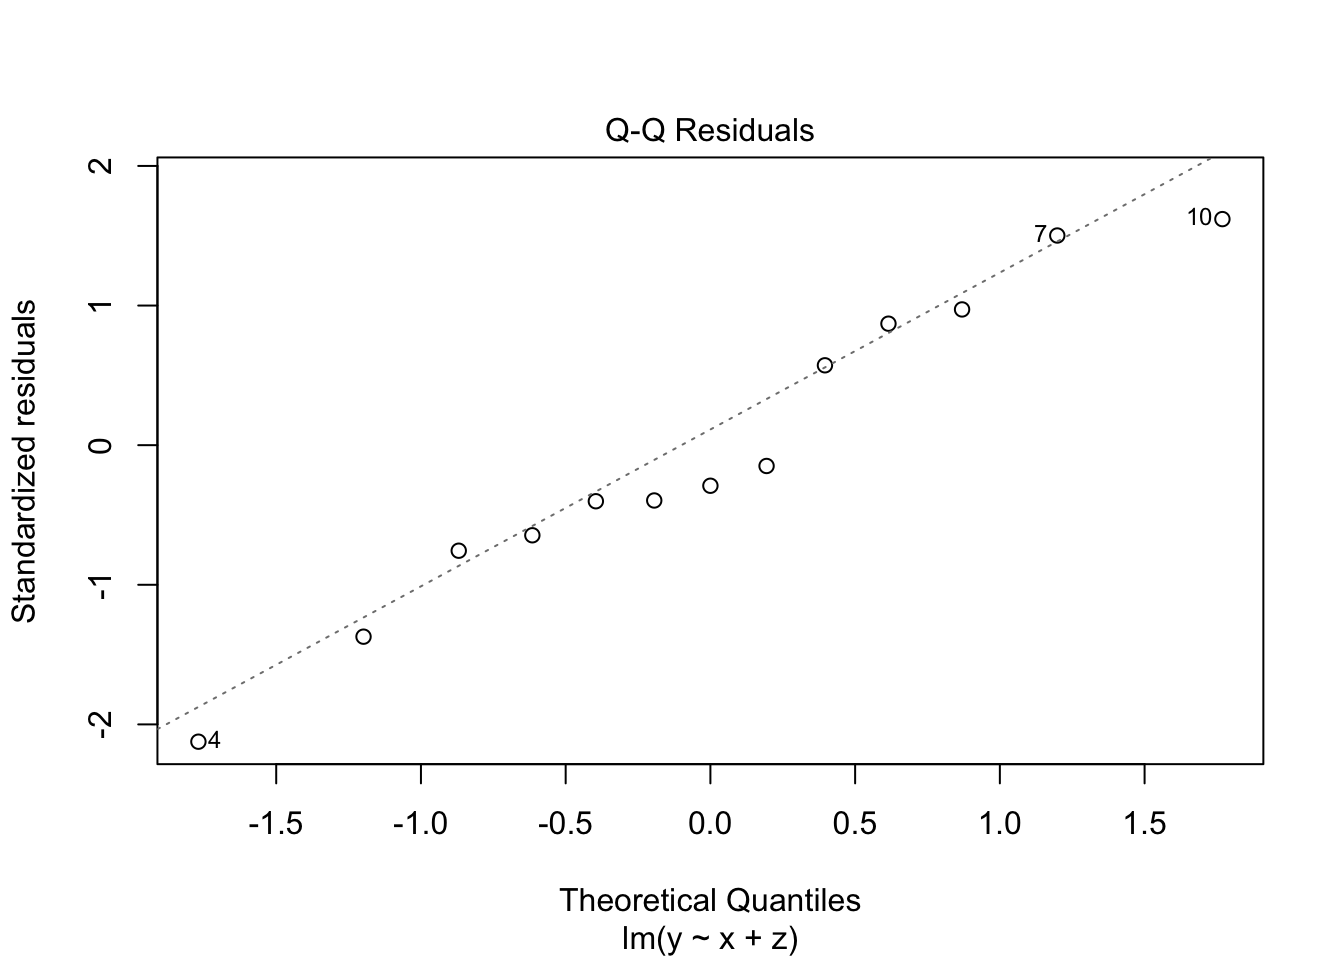 Q-Q Residuals
Standardized residuals
2
1
0
-1
-2
7
10
4
-1.5 -1.0 -0.5 0.0 0.5 1.0 1.5
Theoretical Quantiles
lm(y ~ x + z)